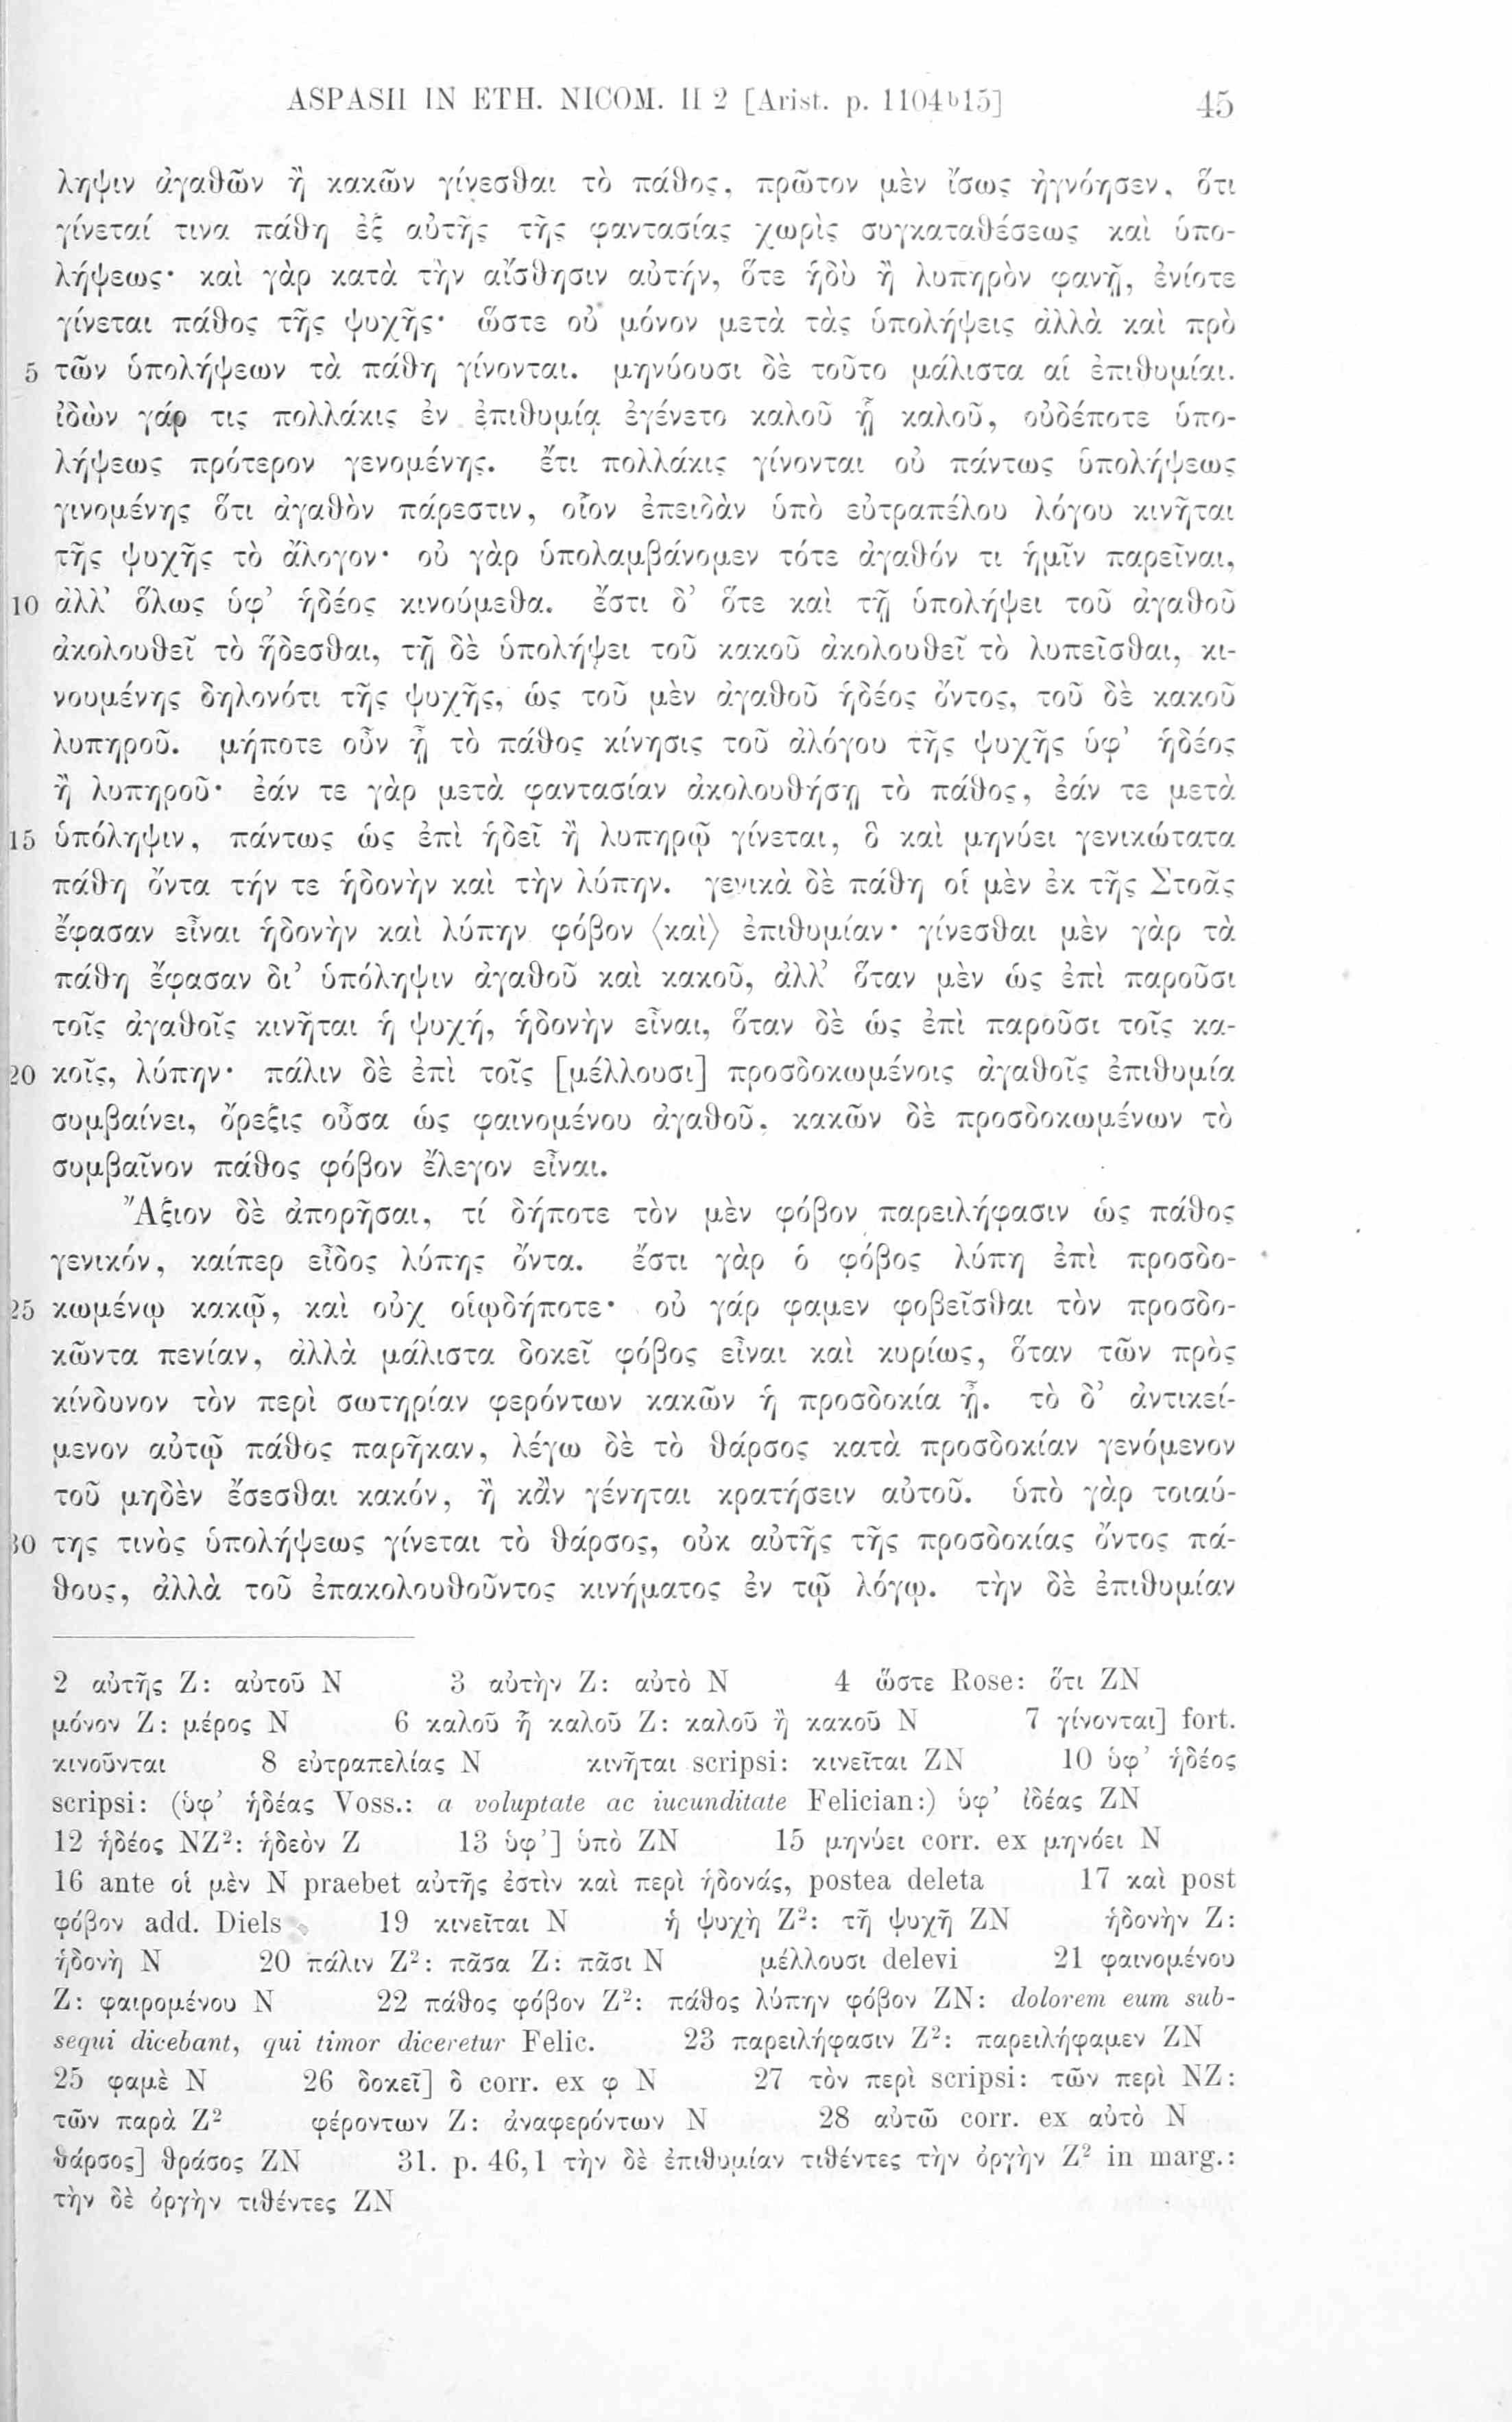 ASPASII IN ETH. NICOM. II 2 [Arist. p. 1104ᵇ15] 45
ληψιν ἀγαθῶν ἢ κακῶν γίνεσθαι τὸ πάθος, πρῶτον μὲν ἴσως ἠγνόησεν, ὅτι
γίνεταί τινα πάθη ἐξ αὐτῆς τῆς φαντασίας χωρὶς συγκαταθέσεως καὶ ὑπο-
λήψεως· καὶ γὰρ κατὰ τὴν αἴσθησιν αὐτήν, ὅτε ἡδὺ ἢ λυπηρὸν φανῇ, ἐνίοτε
γίνεται πάθος τῆς ψυχῆς· ὥστε οὐ μόνον μετὰ τὰς ὑπολήψεις ἀλλὰ καὶ πρὸ
5 τῶν ὑπολήψεων τὰ πάθη γίνονται. μηνύουσι δὲ τοῦτο μάλιστα αἱ ἐπιθυμίαι.
ἰδὼν γάρ τις πολλάκις ἐν ἐπιθυμίᾳ ἐγένετο καλοῦ ᾗ καλοῦ, οὐδέποτε ὑπο-
λήψεως πρότερον γενομένης. ἔτι πολλάκις γίνονται οὐ πάντως ὑπολήψεως
γινομένης ὅτι ἀγαθὸν πάρεστιν, οἷον ἐπειδὰν ὑπὸ εὐτραπέλου λόγου κινῆται
τῆς ψυχῆς τὸ ἄλογον· οὐ γὰρ ὑπολαμβάνομεν τότε ἀγαθόν τι ἡμῖν παρεῖναι,
10 ἀλλ’ ὅλως ὑφ’ ἡδέος κινούμεθα. ἔστι δ’ ὅτε καὶ τῇ ὑπολήψει τοῦ ἀγαθοῦ
ἀκολουθεῖ τὸ ἥδεσθαι, τῇ δὲ ὑπολήψει τοῦ κακοῦ ἀκολουθεῖ τὸ λυπεῖσθαι, κι-
νουμένης δηλονότι τῆς ψυχῆς, ὡς τοῦ μὲν ἀγαθοῦ ἡδέος ὄντος, τοῦ δὲ κακοῦ
λυπηροῦ. μήποτε οὖν ᾖ τὸ πάθος κίνησις τοῦ ἀλόγου τῆς ψυχῆς ὑφ’ ἡδέος
ἢ λυπηροῦ· ἐάν τε γὰρ μετὰ φαντασίαν ἀκολουθήσῃ τὸ πάθος, ἐάν τε μετὰ
15 ὑπόληψιν, πάντως ὡς ἐπὶ ἡδεῖ ἢ λυπηρῷ γίνεται, ὃ καὶ μηνύει γενικώτατα
πάθη ὄντα τήν τε ἡδονὴν καὶ τὴν λύπην. γενικὰ δὲ πάθη οἱ μὲν ἐκ τῆς Στοᾶς
ἔφασαν εἶναι ἡδονὴν καὶ λύπην φόβον ⟨καὶ⟩ ἐπιθυμίαν· γίνεσθαι μὲν γὰρ τὰ
πάθη ἔφασαν δι’ ὑπόληψιν ἀγαθοῦ καὶ κακοῦ, ἀλλ’ ὅταν μὲν ὡς ἐπὶ παροῦσι
τοῖς ἀγαθοῖς κινῆται ἡ ψυχή, ἡδονὴν εἶναι, ὅταν δὲ ὡς ἐπὶ παροῦσι τοῖς κα-
20 κοῖς, λύπην· πάλιν δὲ ἐπὶ τοῖς [μέλλουσι] προσδοκωμένοις ἀγαθοῖς ἐπιθυμία
συμβαίνει, ὄρεξις οὖσα ὡς φαινομένου ἀγαθοῦ, κακῶν δὲ προσδοκωμένων τὸ
συμβαῖνον πάθος φόβον ἔλεγον εἶναι.
Ἄξιον δὲ ἀπορῆσαι, τί δήποτε τὸν μὲν φόβον παρειλήφασιν ὡς πάθος
γενικόν, καίπερ εἶδος λύπης ὄντα. ἔστι γὰρ ὁ φόβος λύπη ἐπὶ προσδο-
25 κωμένῳ κακῷ, καὶ οὐχ οἱῳδήποτε· οὐ γάρ φαμεν φοβεῖσθαι τὸν προσδο-
κῶντα πενίαν, ἀλλὰ μάλιστα δοκεῖ φόβος εἶναι καὶ κυρίως, ὅταν τῶν πρὸς
κίνδυνον τὸν περὶ σωτηρίαν φερόντων κακῶν ἡ προσδοκία ᾖ. τὸ δ’ ἀντικεί-
μενον αὐτῷ πάθος παρῆκαν, λέγω δὲ τὸ θάρσος κατὰ προσδοκίαν γενόμενον
τοῦ μηδὲν ἔσεσθαι κακόν, ἢ κἂν γένηται κρατήσειν αὐτοῦ. ὑπὸ γὰρ τοιαύ-
30 της τινὸς ὑπολήψεως γίνεται τὸ θάρσος, οὐκ αὐτῆς τῆς προσδοκίας ὄντος πά-
θους, ἀλλὰ τοῦ ἐπακολουθοῦντος κινήματος ἐν τῷ λόγῳ. τὴν δὲ ἐπιθυμίαν
2 αὐτῆς Z: αὐτοῦ N 3 αὐτὴν Z: αὐτὸ N 4 ὥστε Rose: ὅτι ZN
μόνον Z: μέρος N 6 καλοῦ ᾗ καλοῦ Z: καλοῦ ἢ κακοῦ N 7 γίνονται] fort.
κινοῦνται 8 εὐτραπελίας N κινῆται scripsi: κινεῖται ZN 10 ὑφ’ ἡδέος
scripsi: (ὑφ’ ἡδέας Voss.: a voluptate ac iucunditate Felician:) ὑφ’ ἰδέας ZN
12 ἡδέος NZ²: ἡδεὸν Z 13 ὑφ’] ὑπὸ ZN 15 μηνύει corr. ex μηνόει N
16 ante οἱ μὲν N praebet αὐτῆς ἐστὶν καὶ περὶ ἡδονάς, postea deleta 17 καὶ post
φόβον add. Diels 19 κινεῖται N ἡ ψυχὴ Z²: τῇ ψυχῇ ZN ἡδονὴν Z:
ἡδονὴ N 20 πάλιν Z²: πᾶσα Z: πᾶσι N μέλλουσι delevi 21 φαινομένου
Z: φαιρομένου N 22 πάθος φόβον Z²: πάθος λύπην φόβον ZN: dolorem eum sub-
sequi dicebant, qui timor diceretur Felic. 23 παρειλήφασιν Z²: παρειλήφαμεν ZN
25 φαμὲ N 26 δοκεῖ] δ corr. ex φ N 27 τὸν περὶ scripsi: τῶν περὶ NZ:
τῶν παρὰ Z² φέροντων Z: ἀναφερόντων N 28 αὐτῶ corr. ex αὐτὸ N
θάρσος] θράσος ZN 31. p. 46,1 τὴν δὲ ἐπιθυμίαν τιθέντες τὴν ὀργὴν Z² in marg.:
τὴν δὲ ὀργὴν τιθέντες ZN